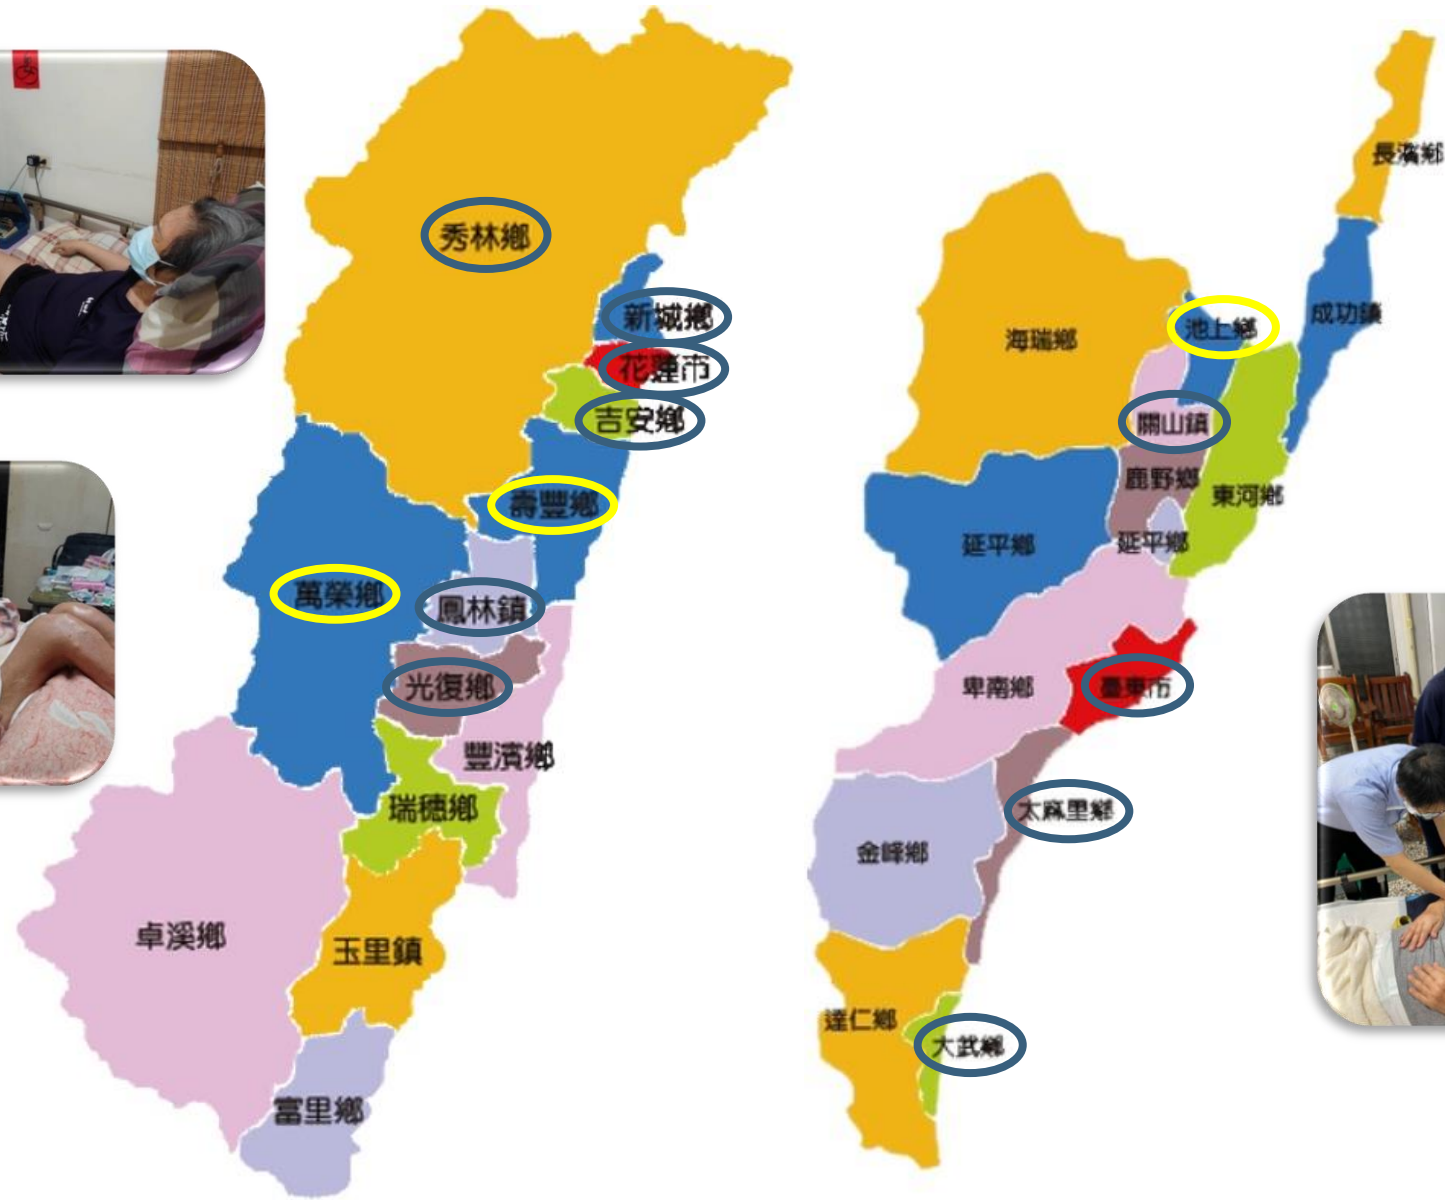 秀林鄉
新城鄉
花蓮市
吉安鄉
壽豐鄉
萬榮鄉
鳳林鎮
光復鄉
豐濱鄉
瑞穗鄉
卓溪鄉
玉里鎮
富里鄉
長濱鄉
成功鎮
池上鄉
海瑞鄉
關山鎮
鹿野鄉
東河鄉
延平鄉
延平鄉
卑南鄉
臺東市
太麻里鄉
金峰鄉
達仁鄉
大武鄉